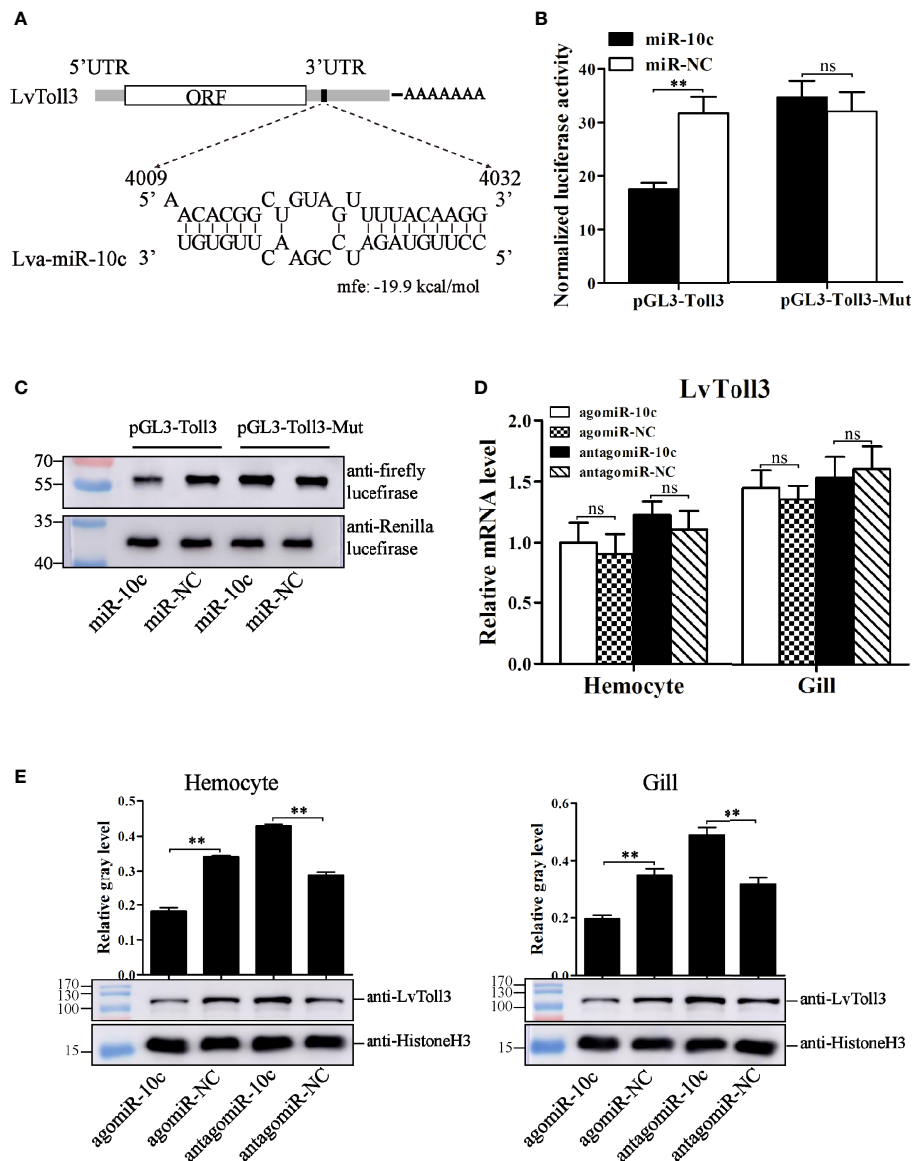 A
5’UTR
3’UTR
LvToll3
ORF
AAAAAAA
4009
4032
5’
A
C
GUA
U
3’
ACACGG
U
G
UUUACAAGG
UGUGUU
A
C
AGAUGUUCC
CGA
U
Lva-miR-10c
3’
5’
mfe: -19.9 kcal/mol
B
miR-10c
miR-NC
Normalized luciferase activity
40
30
20
10
0
**
ns
pGL3-Toll3
pGL3-Toll3-Mut
C
pGL3-Toll3
pGL3-Toll3-Mut
70
55
anti-firefly
lucefirase
35
40
anti-Renilla
lucefirase
miR-10c
miR-NC
miR-10c
miR-NC
D
LvToll3
agomiR-10c
agomiR-NC
antagomiR-10c
antagomiR-NC
Relative mRNA level
2.0
1.5
1.0
0.5
0.0
ns
ns
ns
ns
Hemocyte
Gill
E
Hemocyte
Relative gray level
0.5
0.4
0.3
0.2
0.1
0.0
**
**
170
130
100
anti-LvToll3
15
anti-HistoneH3
agomiR-10c
agomiR-NC
antagomiR-10c
antagomiR-NC
Gill
Relative gray level
0.6
0.4
0.2
0.0
**
**
170
130
100
anti-LvToll3
15
anti-HistoneH3
agomiR-10c
agomiR-NC
antagomiR-10c
antagomiR-NC